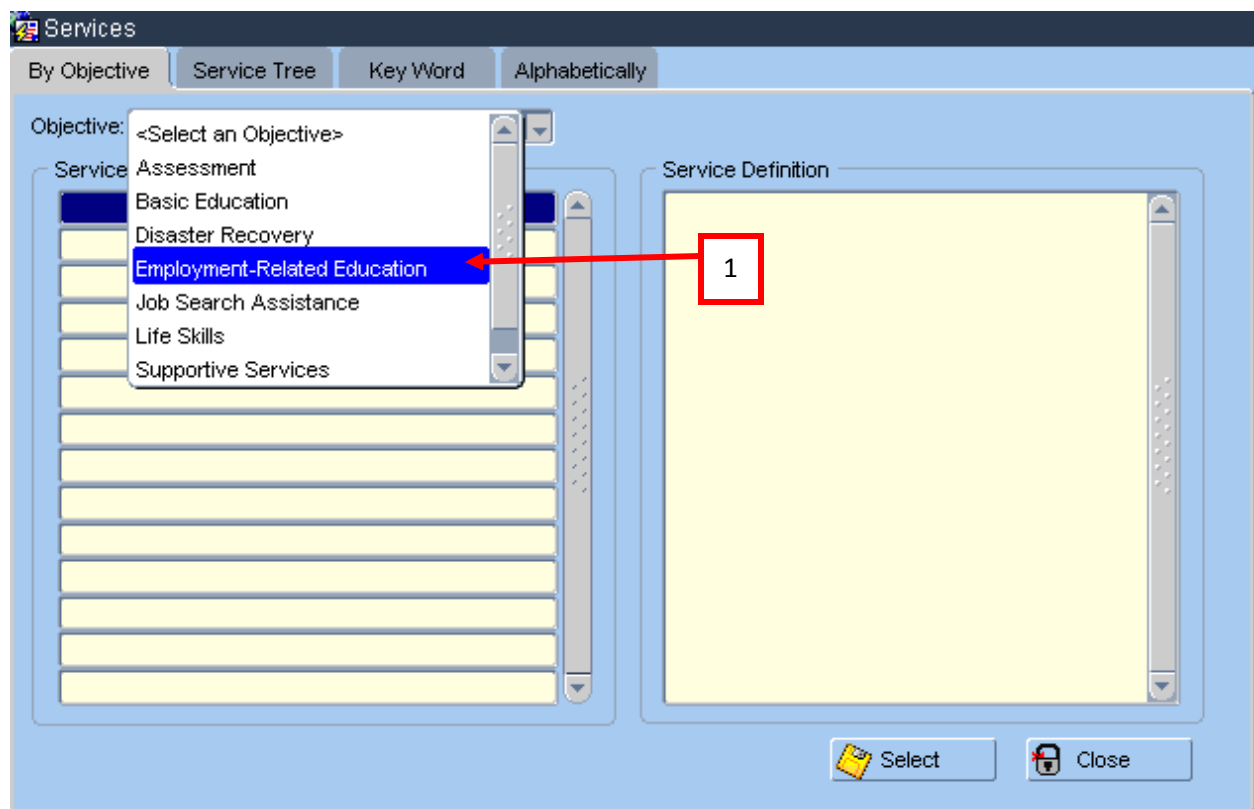 Services
By Objective Service Tree Key Word Alphabetically
Objective:
<Select an Objective>
Service
Assessment
Basic Education
Disaster Recovery
Employment-Related Education
Job Search Assistance
Life Skills
Supportive Services
Service Definition
1
Select Close